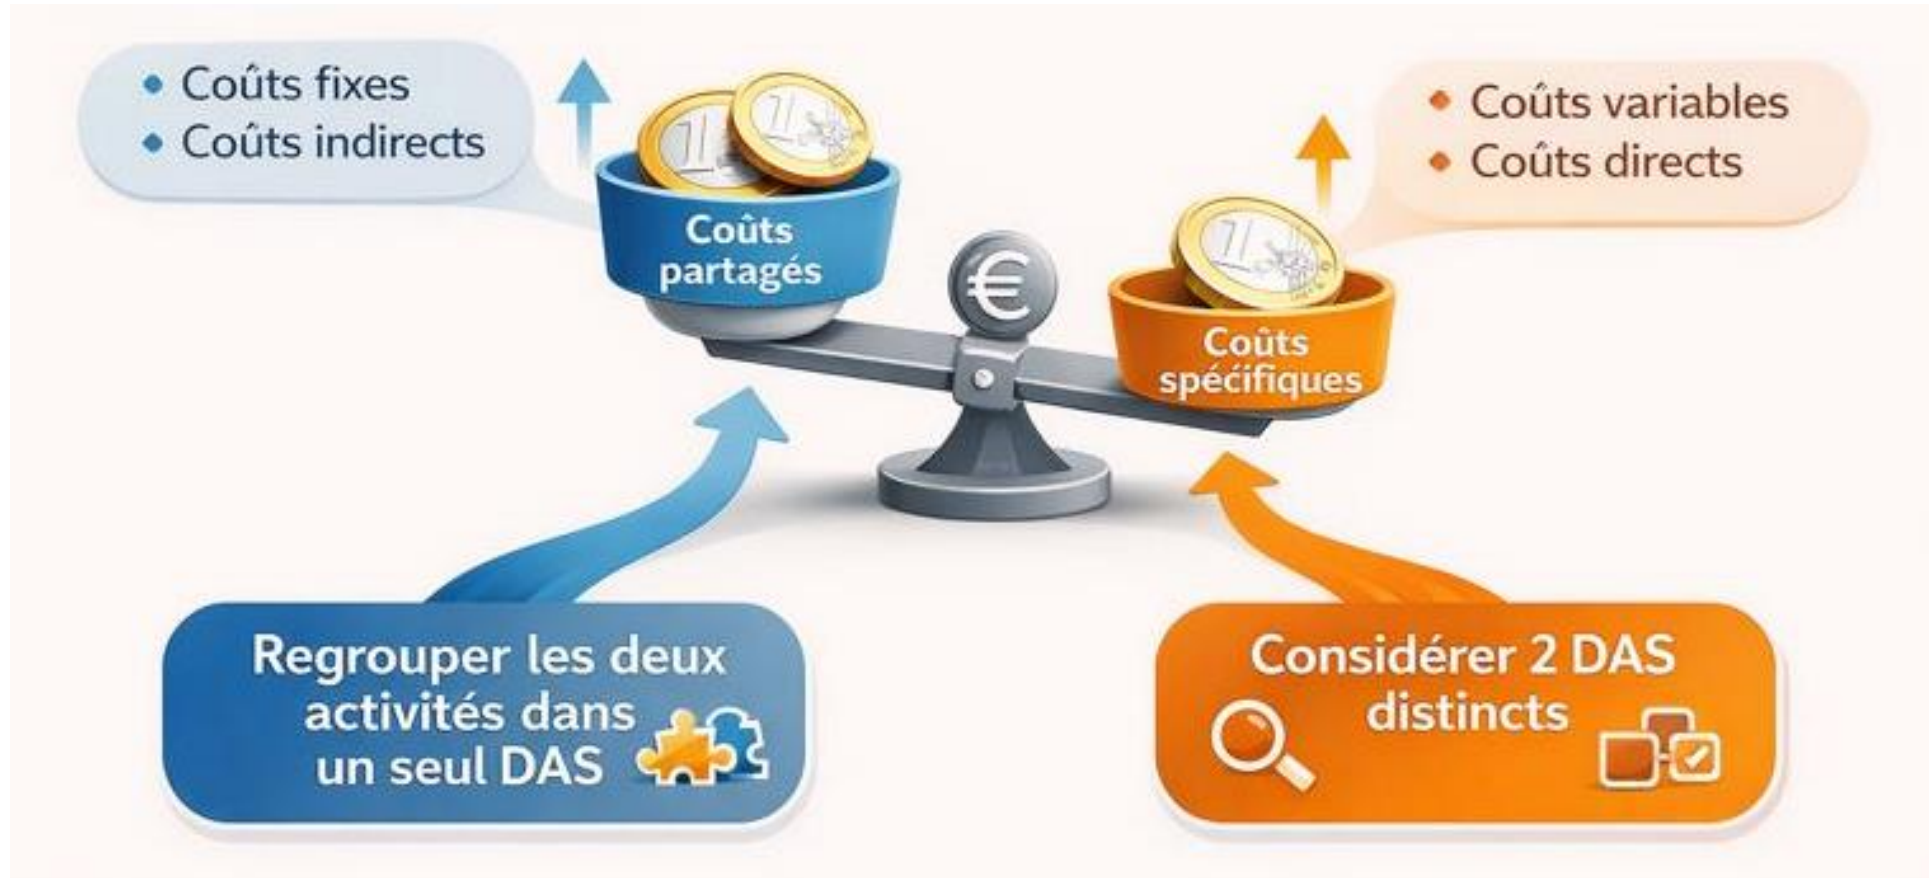 • Coûts fixes
• Coûts indirects
• Coûts variables
• Coûts directs
Coûts
partagés
€
Coûts
spéćifiques
Regrouper les deux
activités dans
un seul DAS
Considérer 2 DAS
distincts